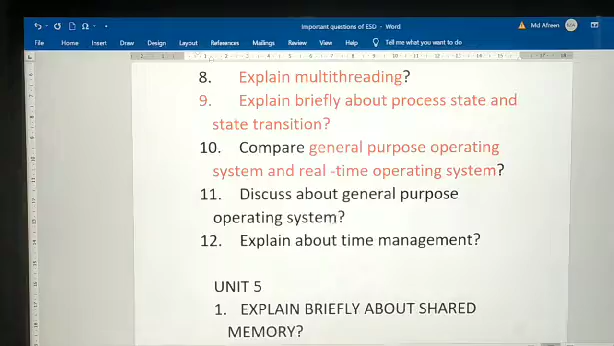 Important questions of ESD - Word
Md Afreen
File Home Insert Draw Design Layout References Mailings Review View Help Tell me what you want to do
8. Explain multithreading?
9. Explain briefly about process state and
state transition?
10. Compare general purpose operating
system and real -time operating system?
11. Discuss about general purpose
operating system?
12. Explain about time management?
UNIT 5
1. EXPLAIN BRIEFLY ABOUT SHARED
MEMORY?